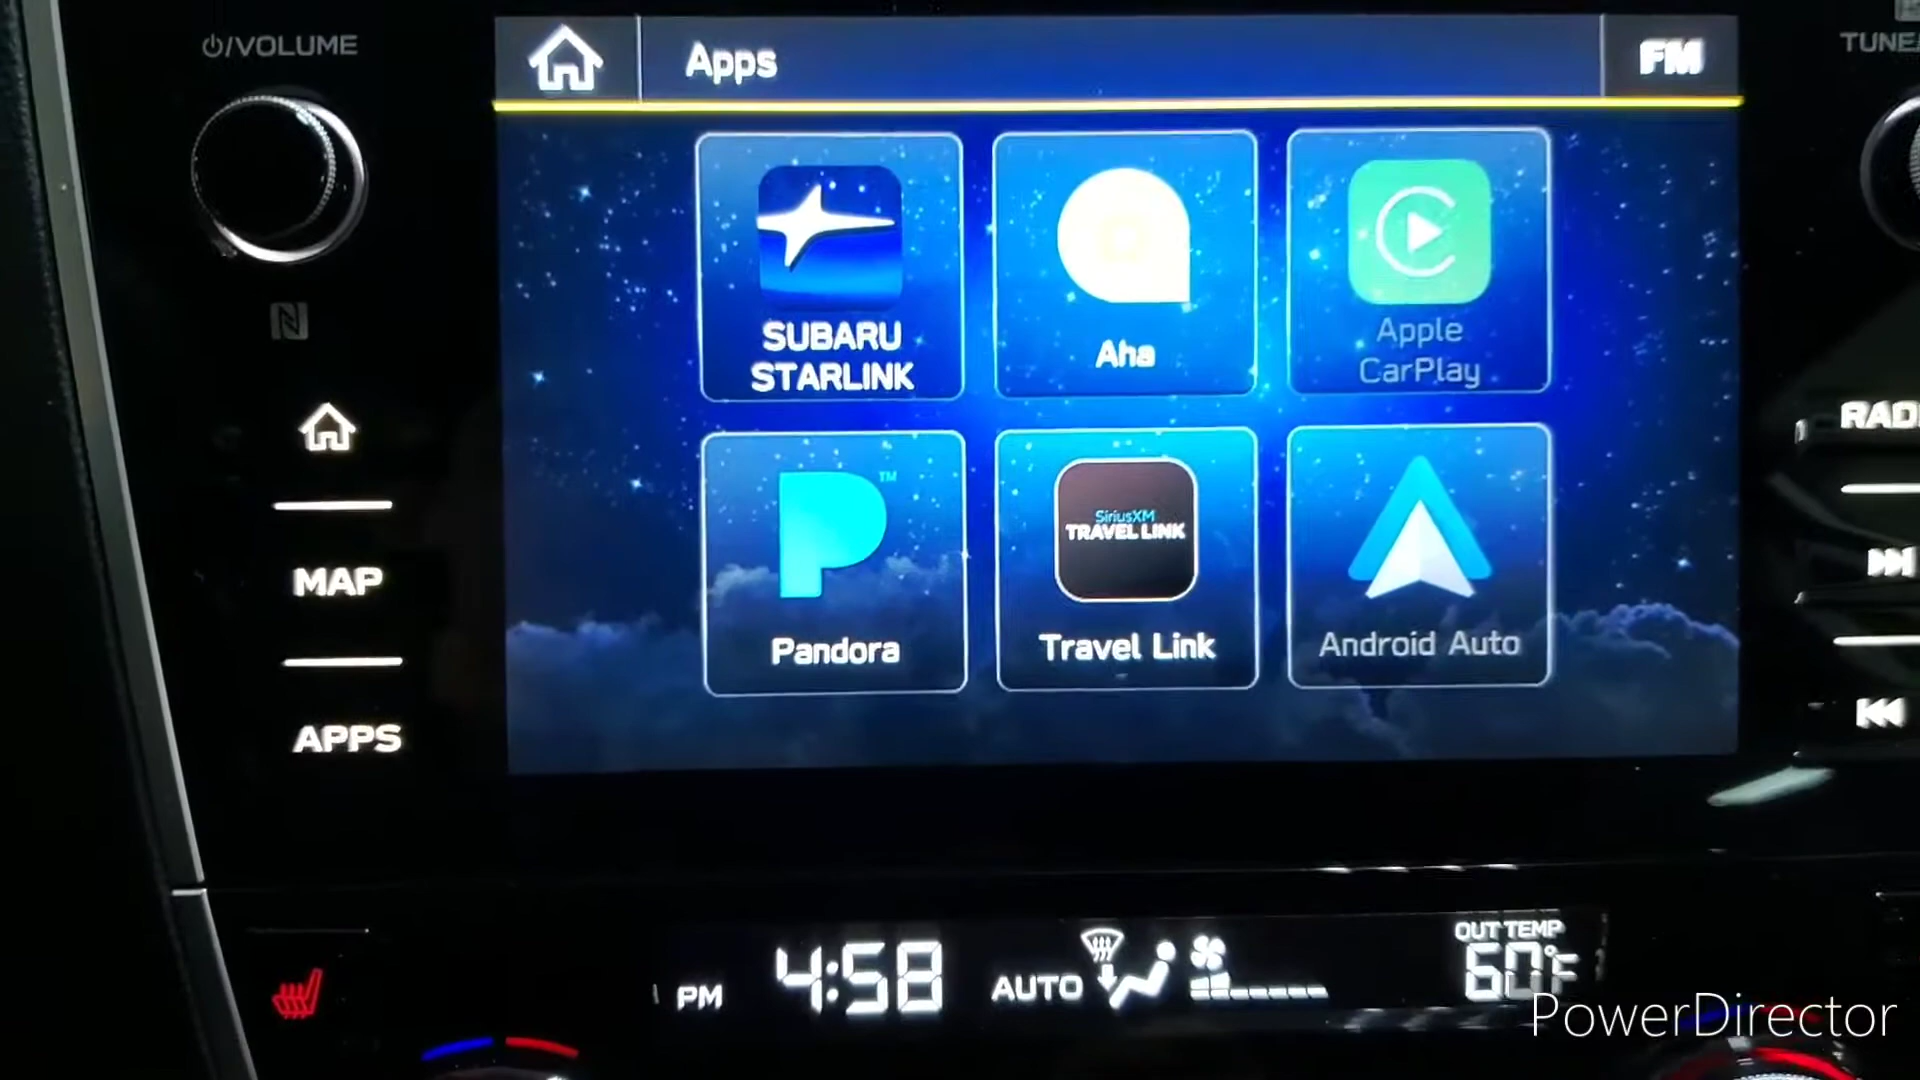 ⏻/VOLUME
Apps
FM
SUBARU
STARLINK
Aha
Apple
CarPlay
Pandora
TM
SiriusXM
TRAVEL LINK
Travel Link
Android Auto
MAP
APPS
PM 4:58
AUTO
OUT TEMP
60°F
PowerDirector